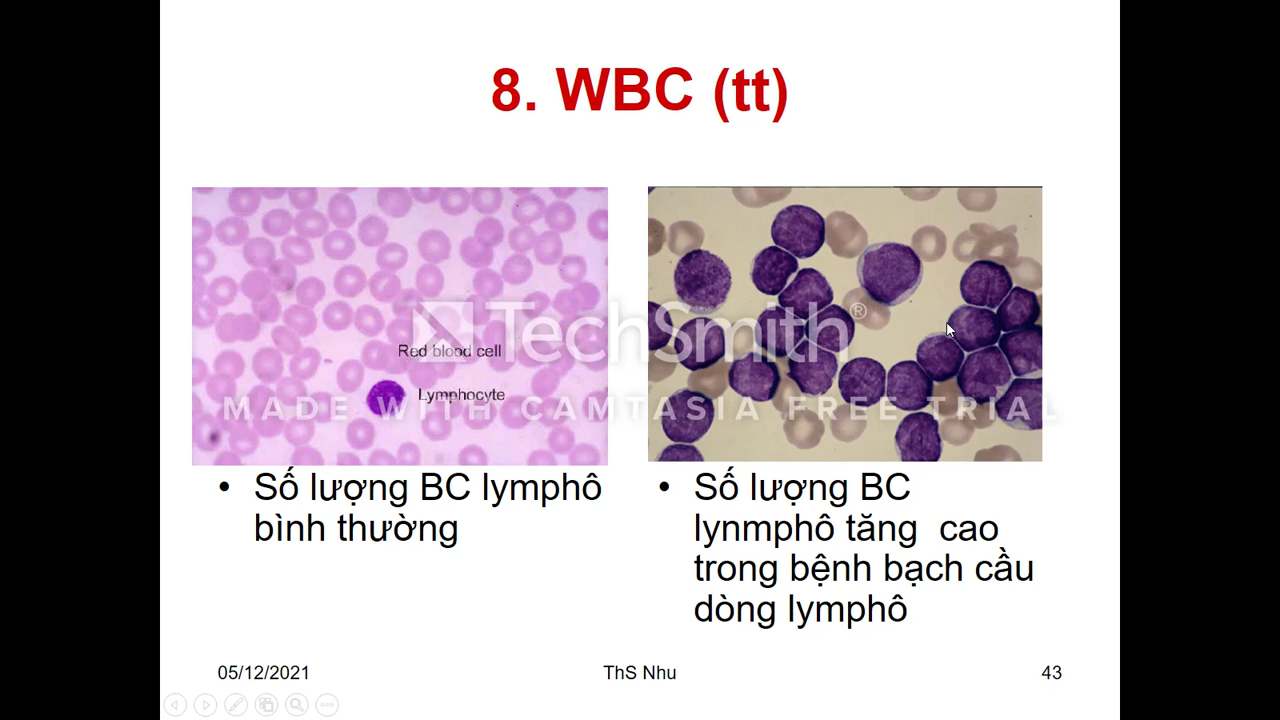 8. WBC (tt)
TechSmith®
Red blood cell
Lymphocyte
MADE WITH CAMTASIA FREE TRIAL
• Số lượng BC lymphô
bình thường
• Số lượng BC
lynmphô tăng cao
trong bệnh bạch cầu
dòng lymphô
05/12/2021
ThS Nhu
43